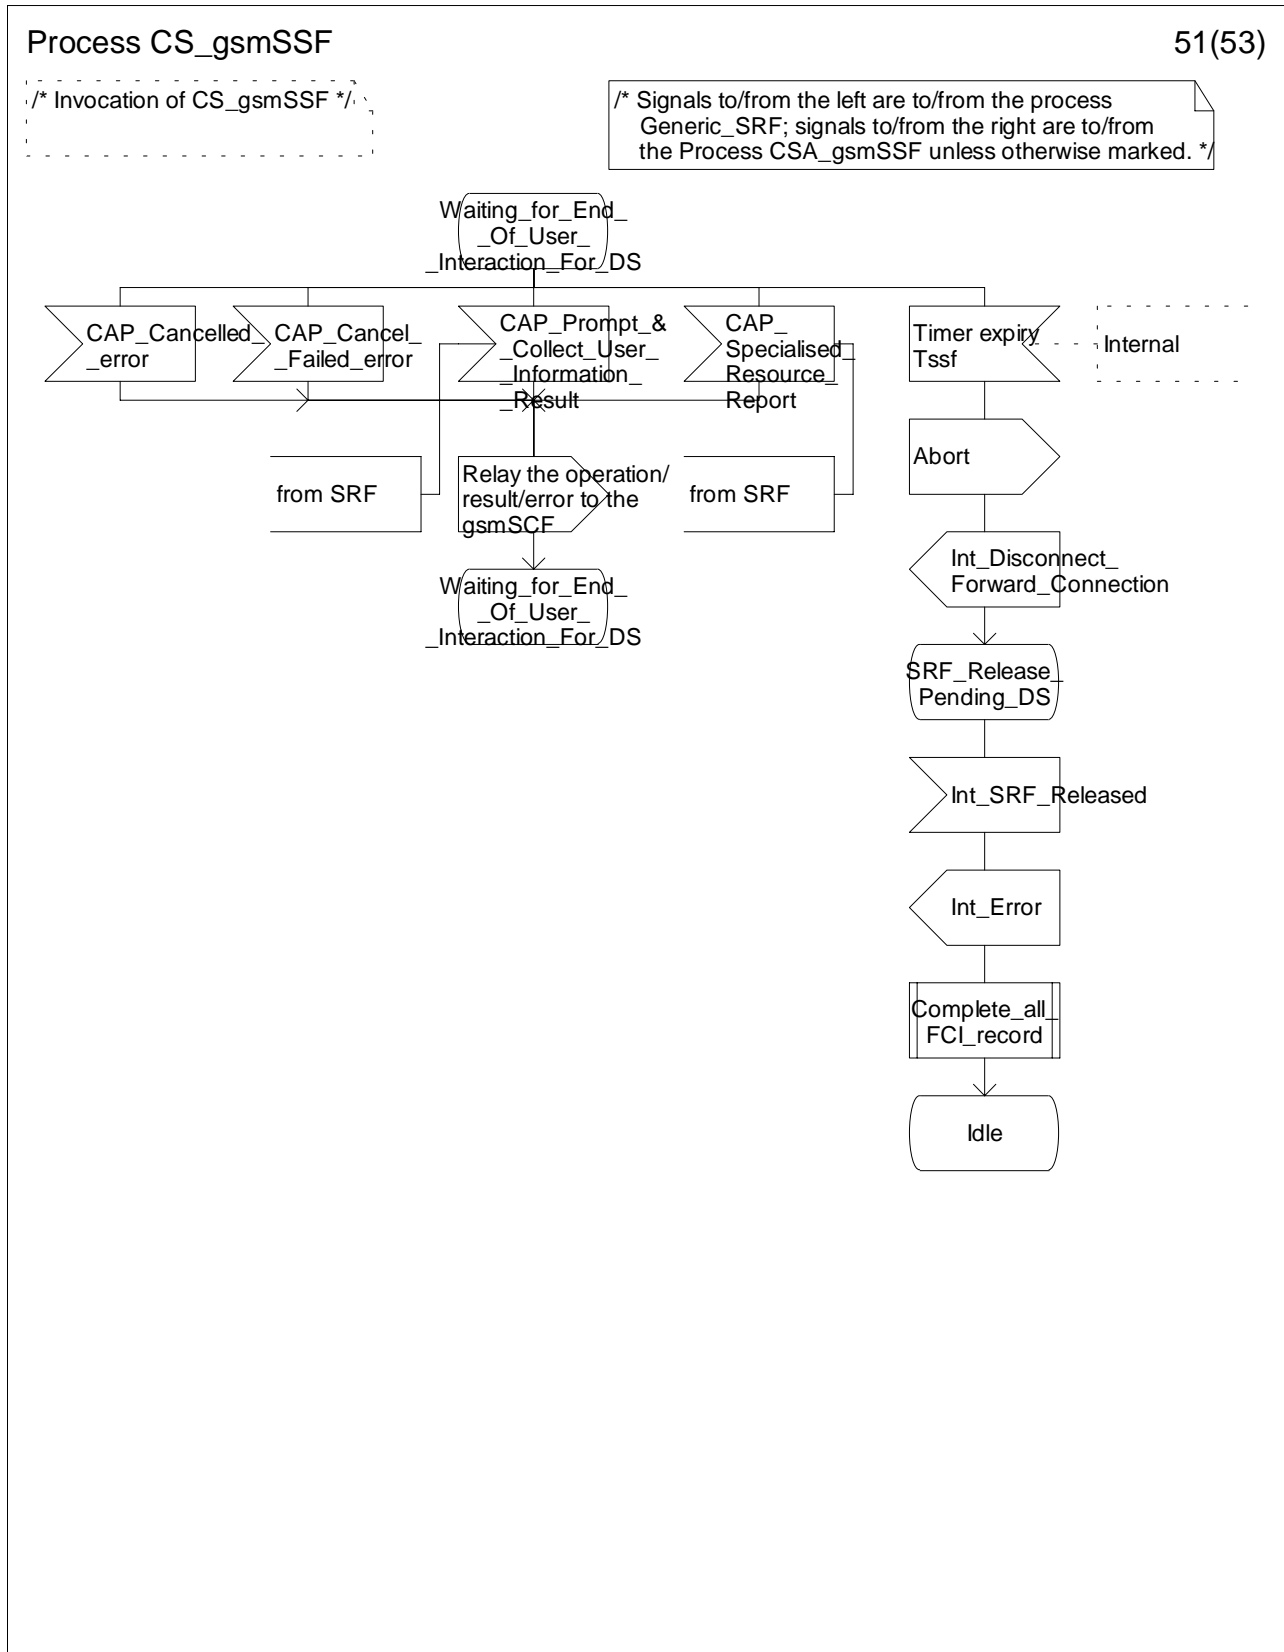 Process CS_gsmSSF
51(53)
/* Invocation of CS_gsmSSF */
/* Signals to/from the left are to/from the process
Generic_SRF; signals to/from the right are to/from
the Process CSA_gsmSSF unless otherwise marked. */
Waiting_for_End_
_Of_User_
_Interaction_For_DS
CAP_Cancelled_
_error
CAP_Cancel_
_Failed_error
CAP_Prompt_&
_Collect_User_
_Information_
_Result
CAP_
Specialised_
Resource_
Report
Timer expiry
Tssf
Internal
from SRF
Relay the operation/
result/error to the
gsmSCF
from SRF
Abort
Waiting_for_End_
_Of_User_
_Interaction_For_DS
Int_Disconnect_
Forward_Connection
SRF_Release_
Pending_DS
Int_SRF_Released
Int_Error
Complete_all_
FCI_record
Idle